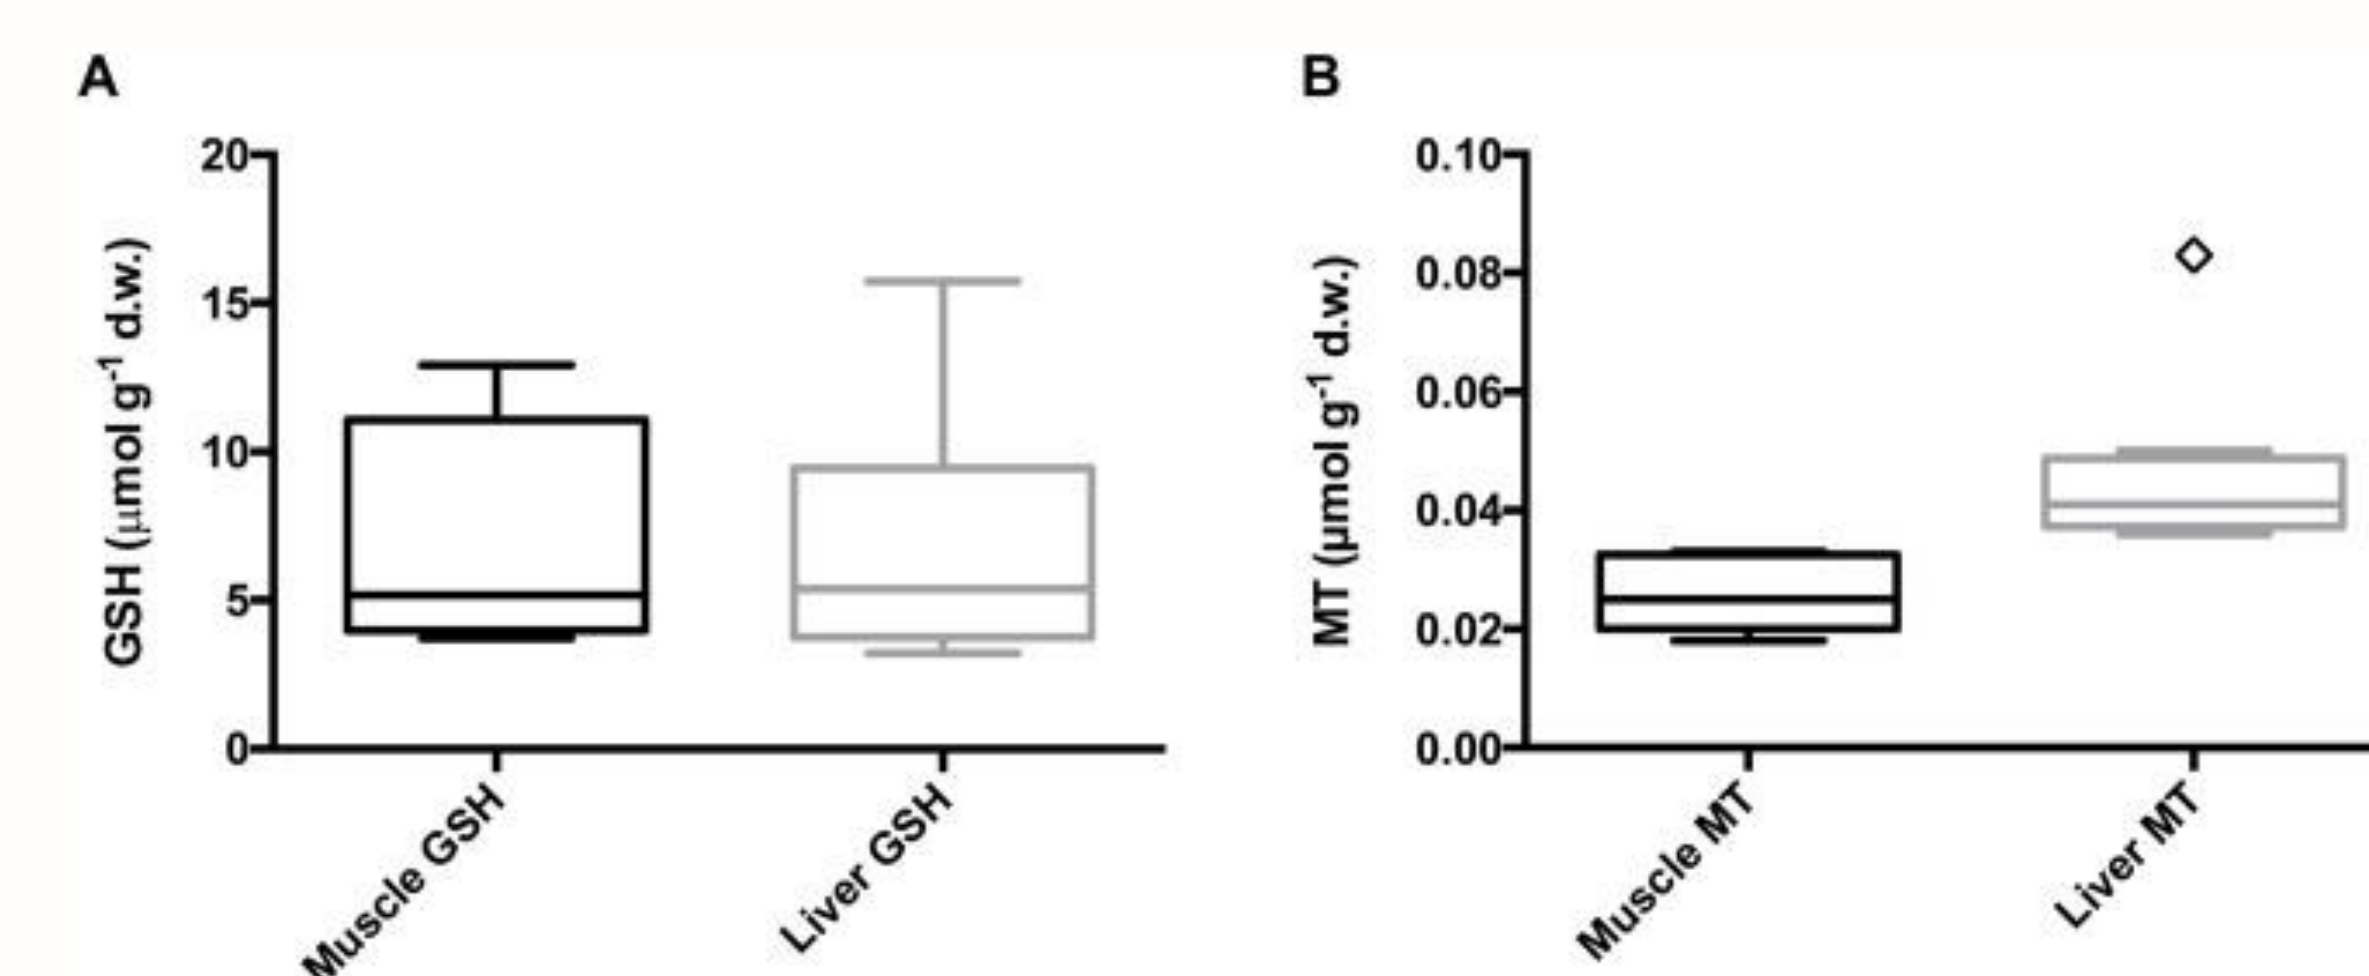 A
20
15
10
5
0
GSH (μmol g⁻¹ d.w.)
Muscle GSH
Liver GSH
B
0.10
0.08
0.06
0.04
0.02
0.00
MT (μmol g⁻¹ d.w.)
Muscle MT
Liver MT